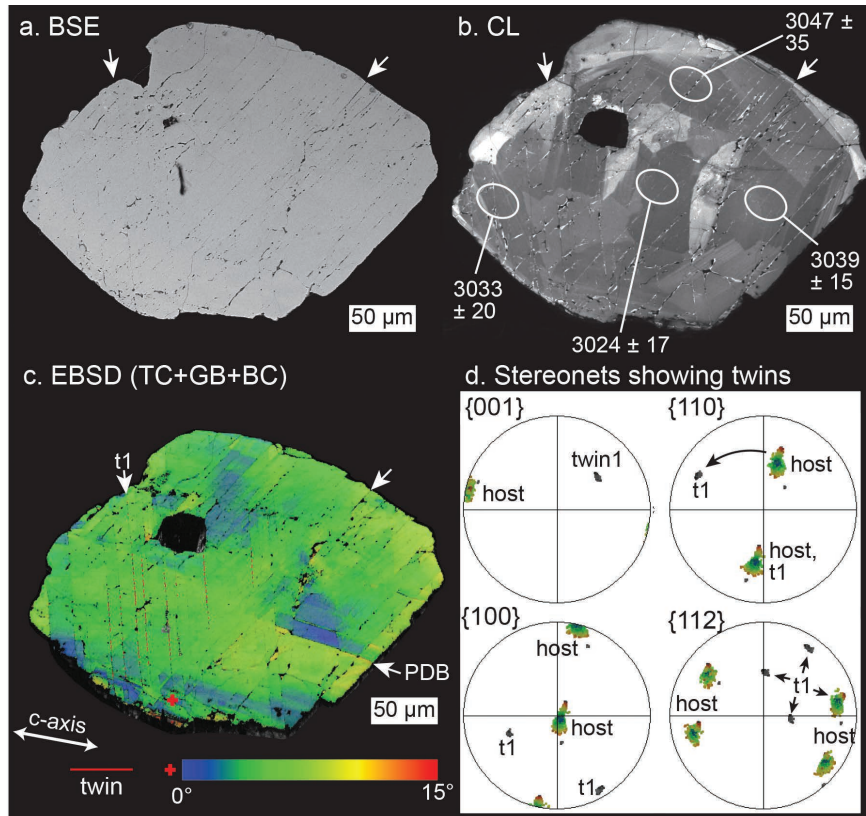 a. BSE
b. CL
3047 ±
35
3033
± 20
3024 ± 17
3039
± 15
50 µm
50 µm
c. EBSD (TC+GB+BC)
t1
PDB
50 µm
c-axis
twin
0°
15°
d. Stereonets showing twins
{001}
host
twin1
{110}
host
t1
host,
t1
{100}
host
host
t1
t1
{112}
host
t1
host